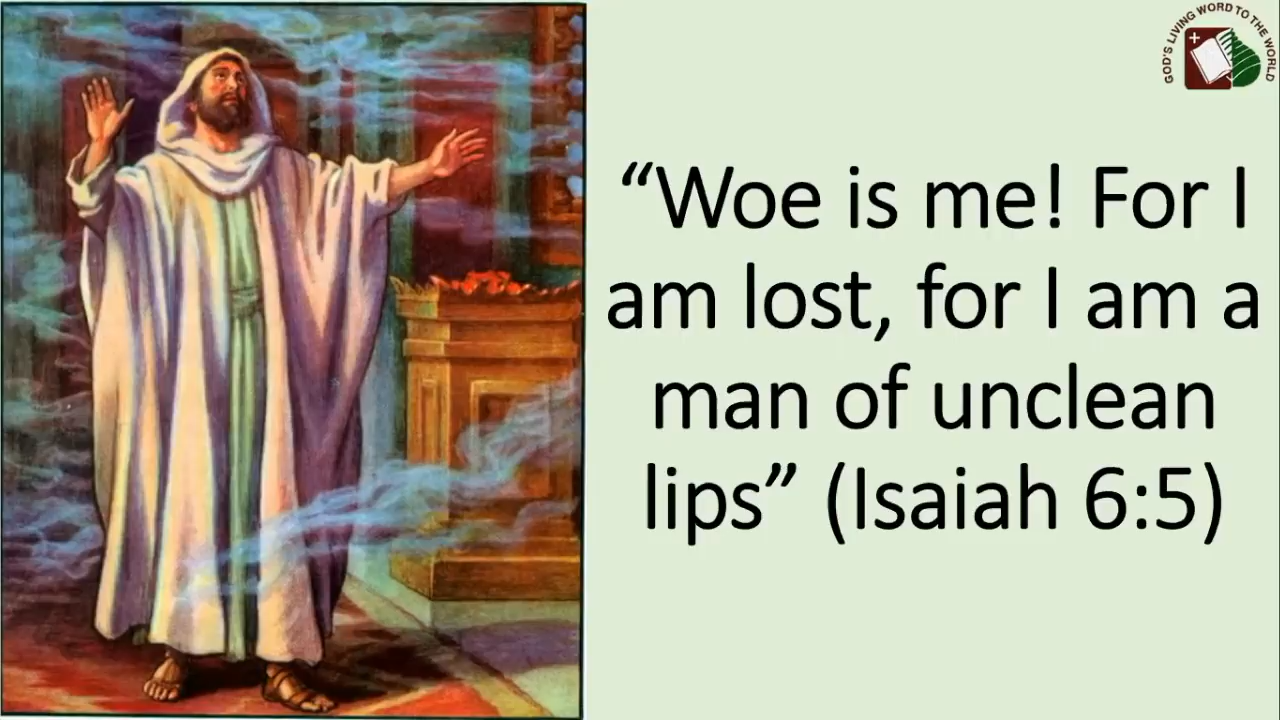 GOD'S LIVING WORD TO THE WORLD
“Woe is me! For I
am lost, for I am a
man of unclean
lips” (Isaiah 6:5)